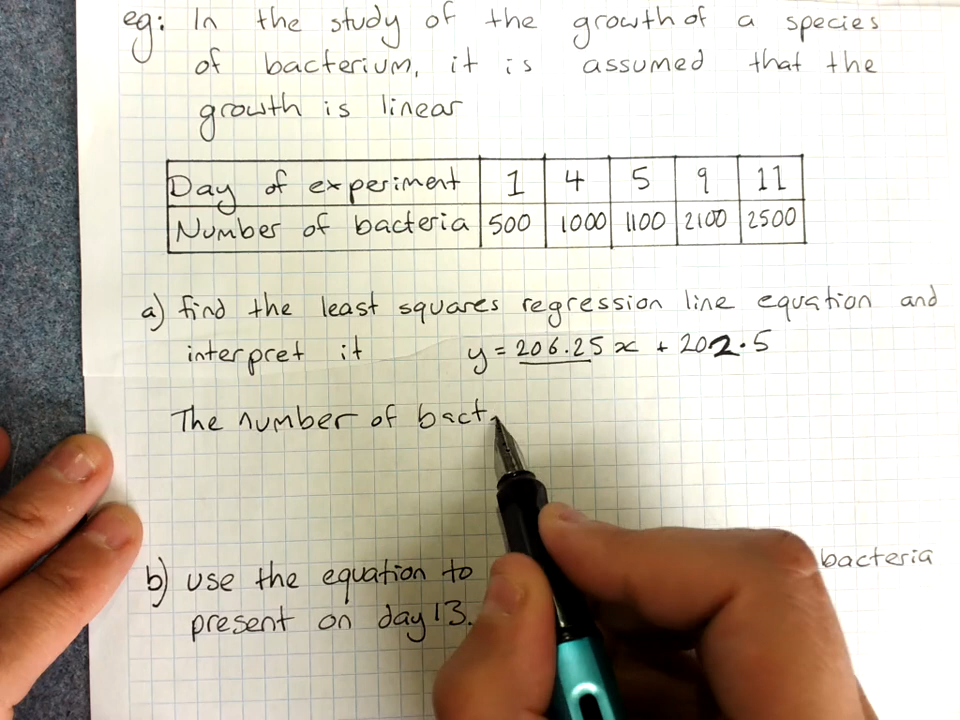 eg: In the study of the growth of a species
of bacterium, it is assumed that the
growth is linear
Day of experiment 1 4 5 9 11
Number of bacteria 500 1000 1100 2100 2500
a) find the least squares regression line equation and
interpret it y = 206.25x + 202.5
The number of bact
b) use the equation to bacteria
present on day 13.